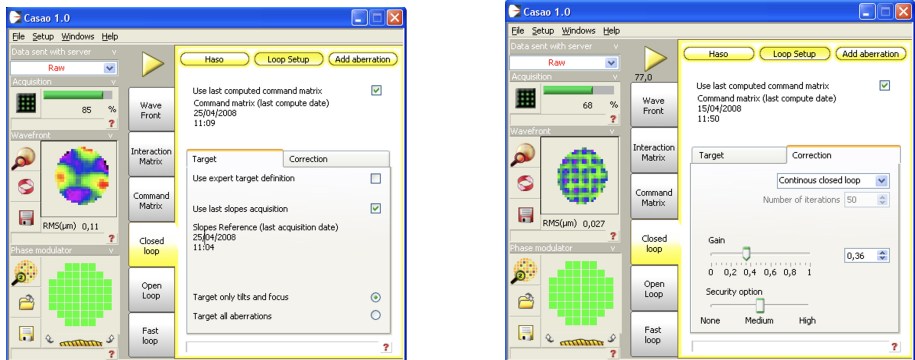 Casao 1.0
File Setup Windows Help
Data sent with server v
Raw
Acquisition v
85 %
?
Wavefront v
RMS(µm) 0,11
?
Phase modulator v
2
?
Wave Front
Interaction Matrix
Command Matrix
Closed loop
Open Loop
Fast loop
Haso Loop Setup Add aberration
Use last computed command matrix
Command matrix (last compute date)
25/04/2008
11:09
Target Correction
Use expert target definition
Use last slopes acquisition
Slopes Reference (last acquisition date)
25/04/2008
11:04
Target only tilts and focus
Target all aberrations
?
Casao 1.0
File Setup Windows Help
Data sent with server v
Raw
Acquisition v
68 %
?
Wavefront v
RMS(µm) 0,027
?
Phase modulator v
2
?
77,0
Wave Front
Interaction Matrix
Command Matrix
Closed loop
Open Loop
Fast loop
Haso Loop Setup Add aberration
Use last computed command matrix
Command matrix (last compute date)
15/04/2008
11:50
Target Correction
Continous closed loop
Number of iterations 50
Gain
0,36
0 0,2 0,4 0,6 0,8 1
Security option
None Medium High
?